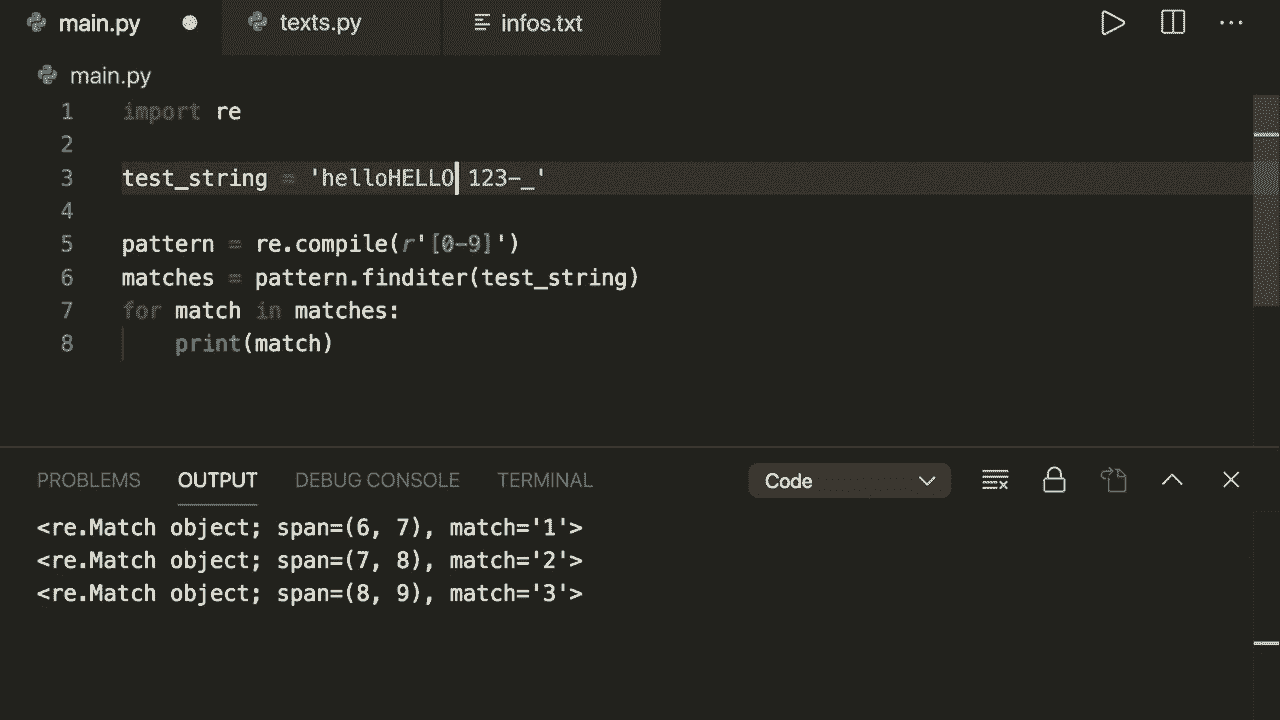 main.py texts.py infos.txt
main.py
1 import re
2
3 test_string = 'helloHELLO 123-_'
4
5 pattern = re.compile(r'[0-9]')
6 matches = pattern.finditer(test_string)
7 for match in matches:
8     print(match)
PROBLEMS OUTPUT DEBUG CONSOLE TERMINAL Code
<re.Match object; span=(6, 7), match='1'>
<re.Match object; span=(7, 8), match='2'>
<re.Match object; span=(8, 9), match='3'>